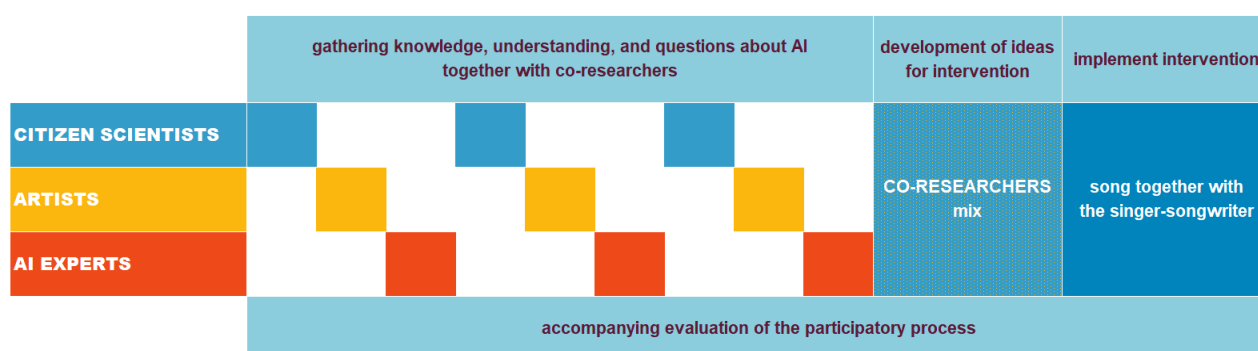 gathering knowledge, understanding, and questions about AI
together with co-researchers
development of ideas
for intervention
implement intervention
CITIZEN SCIENTISTS
ARTISTS
AI EXPERTS
CO-RESEARCHERS
mix
song together with
the singer-songwriter
accompanying evaluation of the participatory process